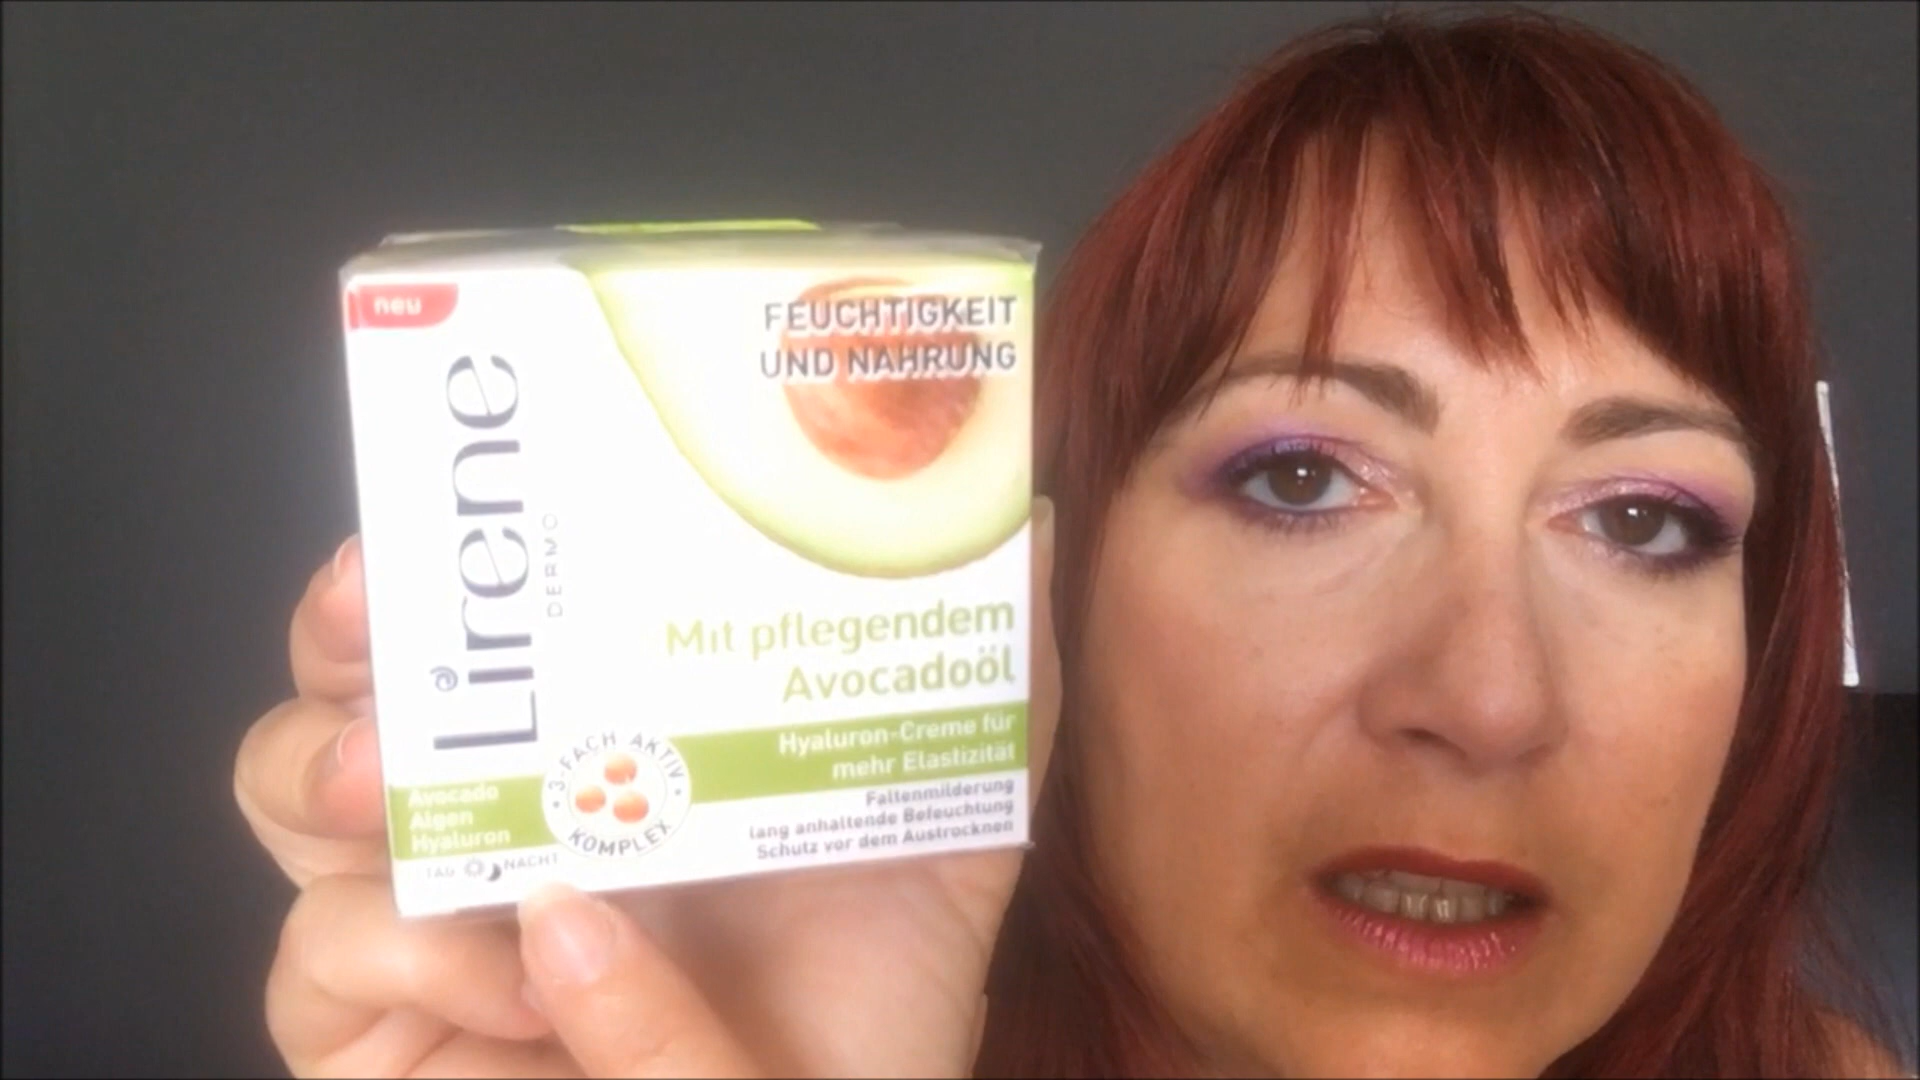 neu
Lirene
DERMO
FEUCHTIGKEIT
UND NAHRUNG
Mit pflegendem
Avocadoöl
Hyaluron-Creme für
mehr Elastizität
Faltenmilderung
lang anhaltende Befeuchtung
Schutz vor dem Austrocknen
3-FACH AKTIV
KOMPLEX
Avocado
Algen
Hyaluron
TAG NACHT